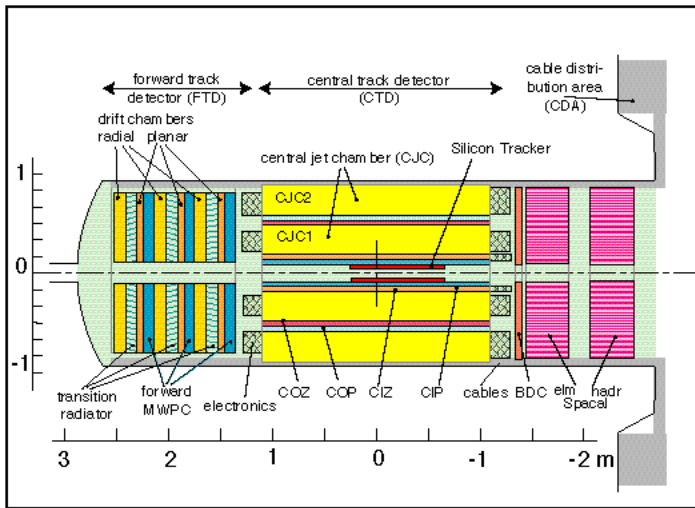 forward track
detector (FTD)
central track detector
(CTD)
cable distri-
bution area
(CDA)
drift chambers
radial planar
Silicon Tracker
central jet chamber (CJC)
CJC2
CJC1
1
0
-1
0
transition
radiator
forward
MWPC
electronics
COZ
COP
CIZ
CIP
cables
BDC
elm hadr
Spacal
3 2 1 0 -1 -2 m